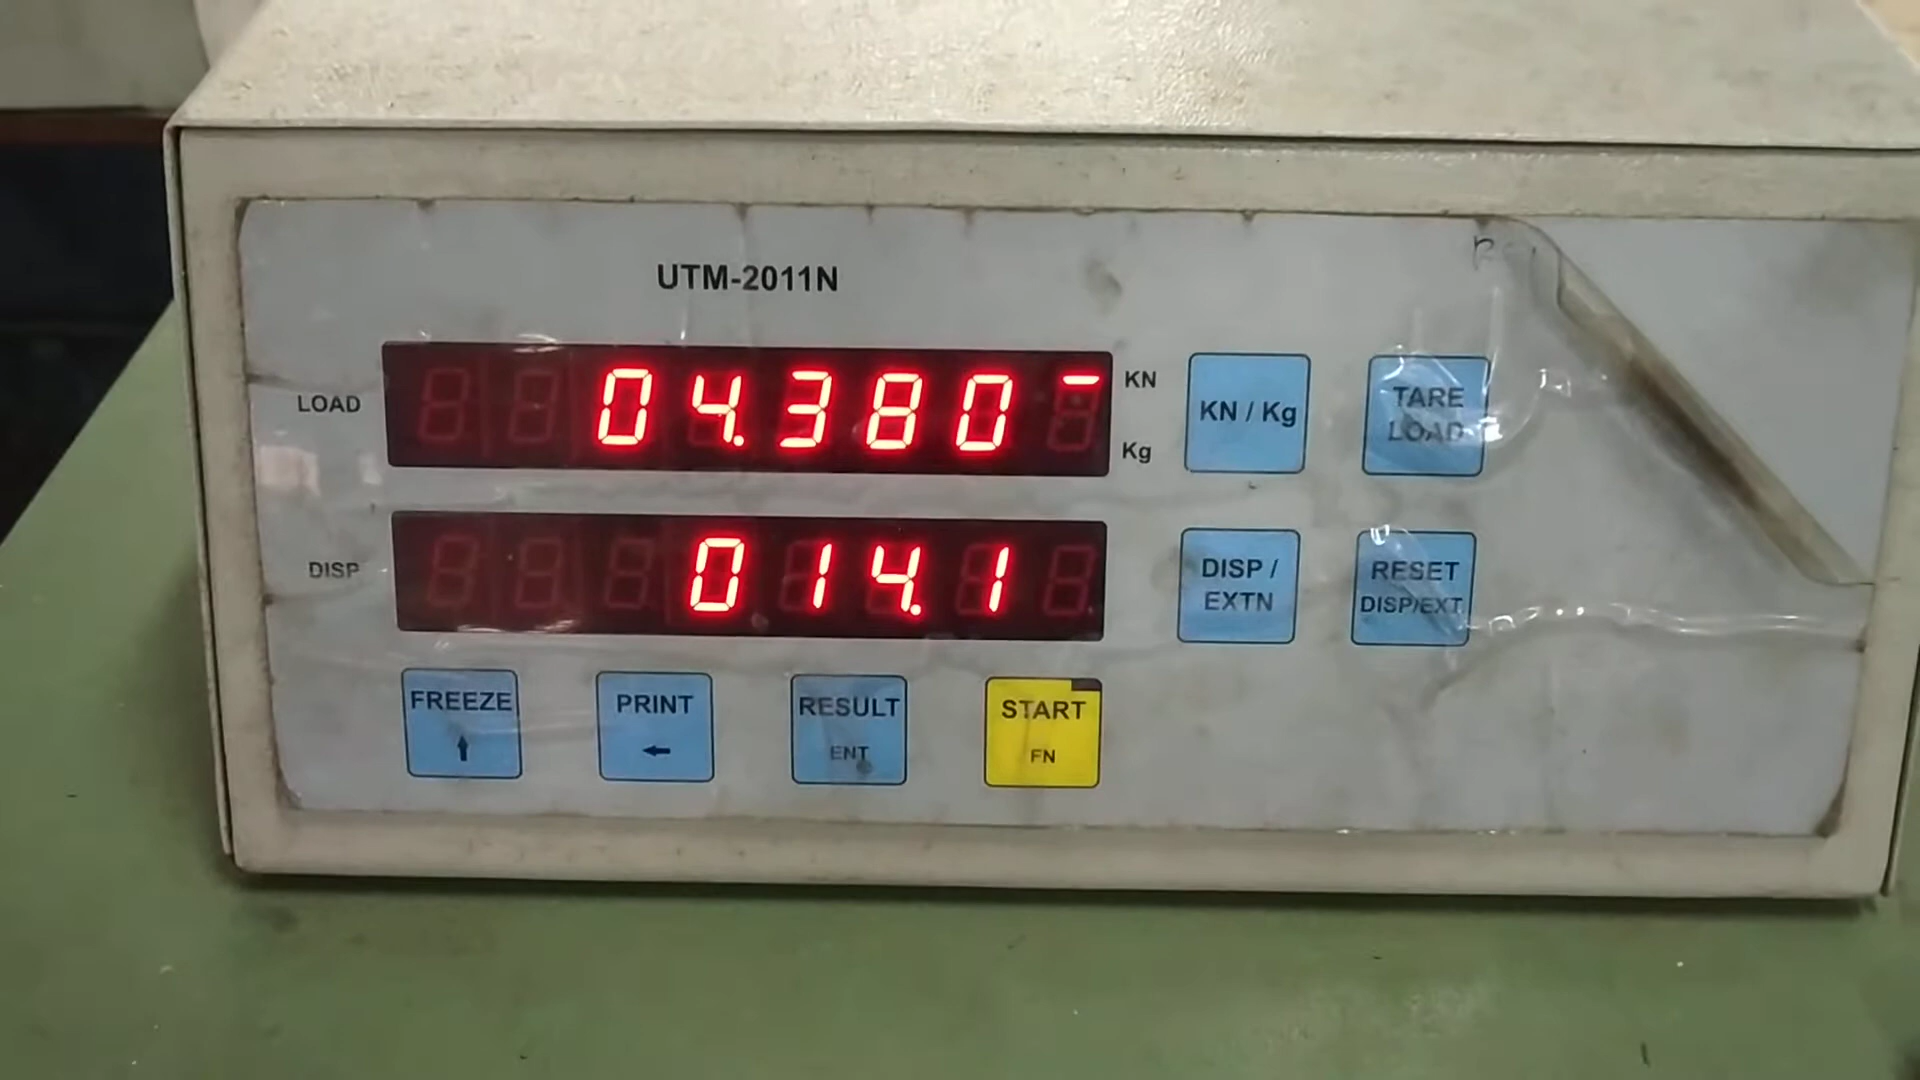 UTM-2011N
LOAD 04.380 KN
Kg
KN / Kg
TARE
LOAD
DISP 014.1
DISP /
EXTN
RESET
DISP/EXT
FREEZE
↑
PRINT
←
RESULT
ENT
START
FN